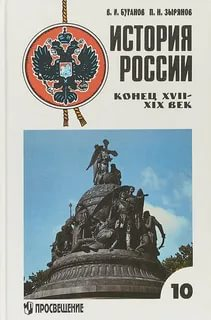 В. И. БУГАНОВ П. Н. ЗЫРЯНОВ
ИСТОРИЯ
РОССИИ
КОНЕЦ XVII-
XIX ВЕК
10
ПРОСВЕЩЕНИЕ